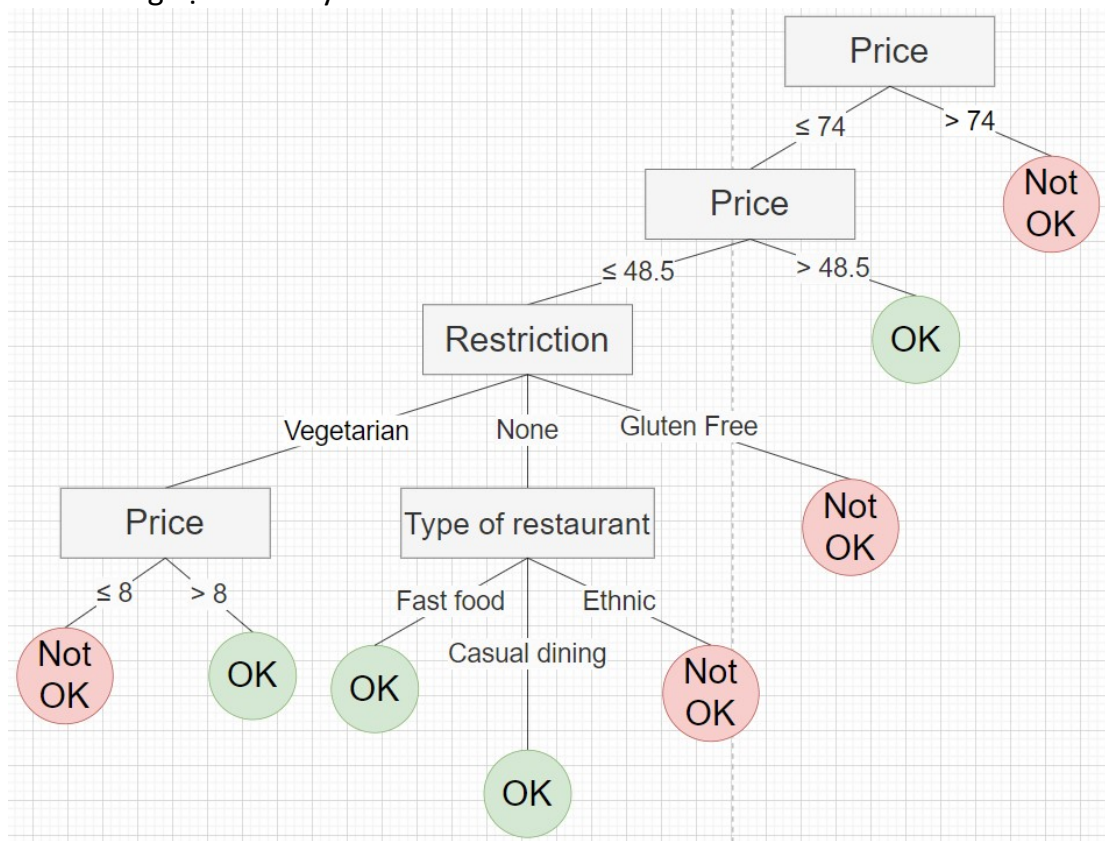 Price
≤ 74
> 74
Not
OK
Price
≤ 48.5
> 48.5
OK
Restriction
Vegetarian
None
Gluten Free
Not
OK
Price
Type of restaurant
≤ 8
> 8
Fast food
Ethnic
Casual dining
Not
OK
OK
OK
Not
OK
OK